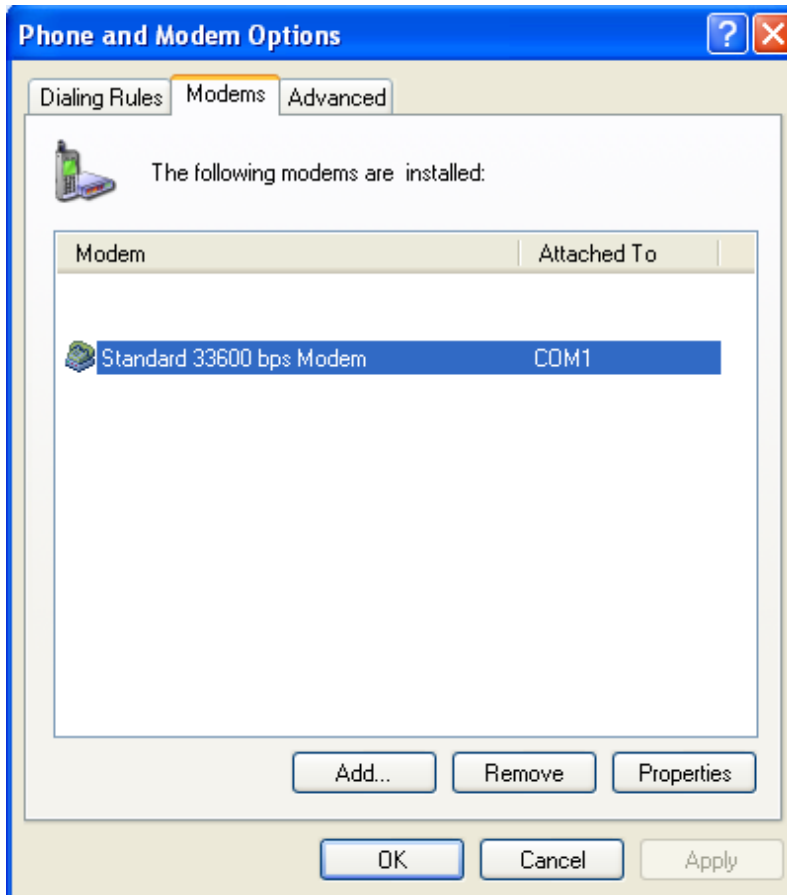 Phone and Modem Options
Dialing Rules Modems Advanced
The following modems are installed:
Modem Attached To
Standard 33600 bps Modem COM1
Add... Remove Properties
OK Cancel Apply